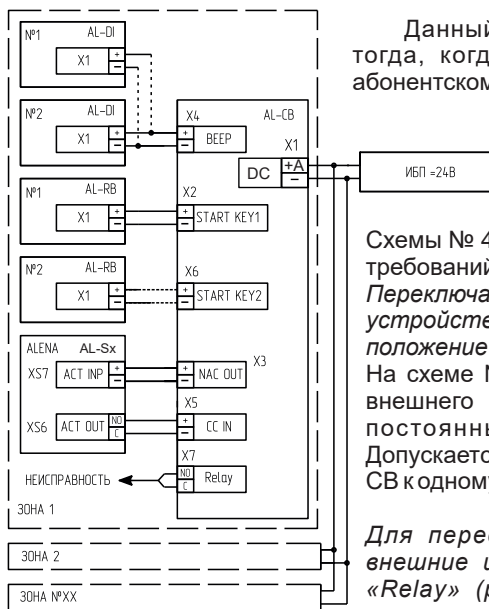 №1 AL-DI
X1 + −
№2 AL-DI
X1 + −
№1 AL-RB
X1 + −
№2 AL-RB
X1 + −
ALENA AL-Sx
XS7 ACT INP + −
XS6 ACT OUT NO C
НЕИСПРАВНОСТЬ
ЗОНА 1
X4 AL-CB
+ − BEEP
X1
DC +A −
X2
+ − START KEY1
X6
+ − START KEY2
X3
+ − NAC OUT
X5
+ − CC IN
X7
NO C Relay
ИБП =24В
ЗОНА 2
ЗОНА №XX
Данный
тогда, когд
абонентском
Схемы № 4
требований
Переключа
устройстве
положение
На схеме
внешнего
постоянны
Допускаетс
СВ к одному
Для перес
внешние
«Relay» (р